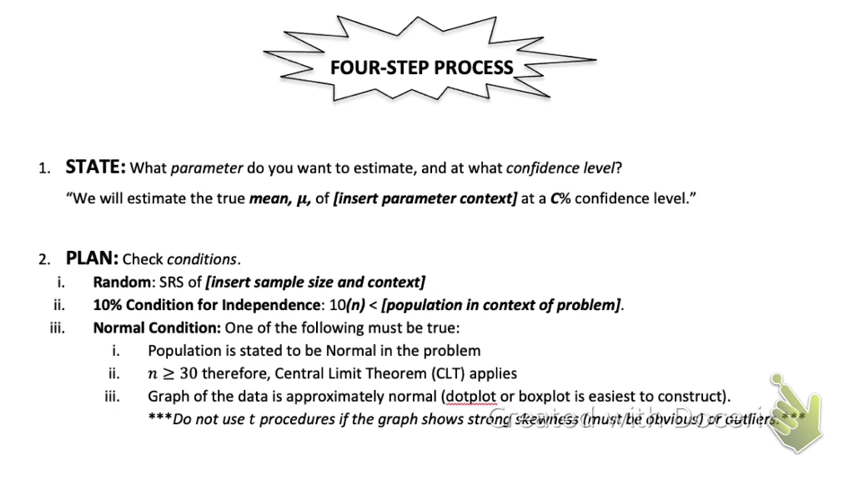 FOUR-STEP PROCESS
1. STATE: What parameter do you want to estimate, and at what confidence level?
“We will estimate the true mean, μ, of [insert parameter context] at a C% confidence level.”
2. PLAN: Check conditions.
i. Random: SRS of [insert sample size and context]
ii. 10% Condition for Independence: 10(n) < [population in context of problem].
iii. Normal Condition: One of the following must be true:
i. Population is stated to be Normal in the problem
ii. n ≥ 30 therefore, Central Limit Theorem (CLT) applies
iii. Graph of the data is approximately normal (dotplot or boxplot is easiest to construct).
***Do not use t procedures if the graph shows strong skewness (must be obvious) or outliers.***
Created with Doceri